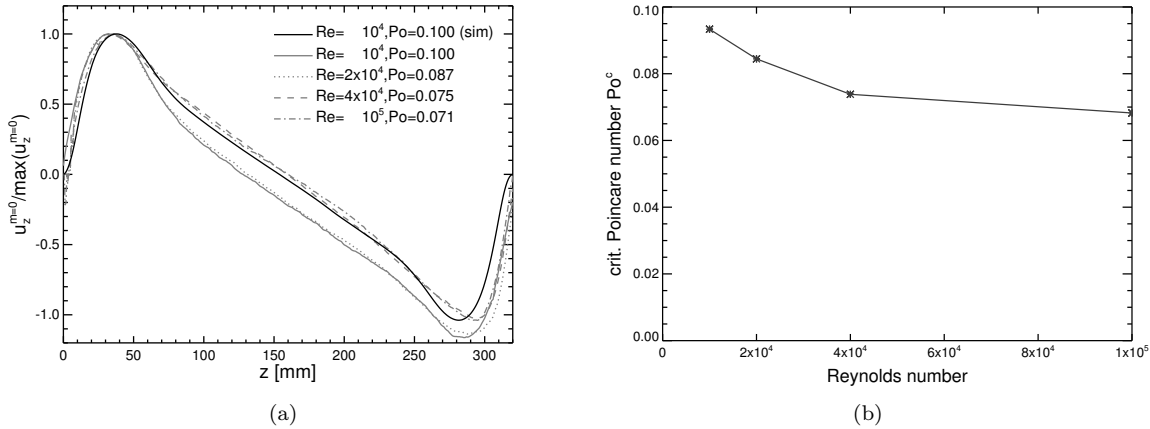 u_z^{m=0}/max(u_z^{m=0})
1.0
0.5
0.0
-0.5
-1.0
Re= 10^4,Po=0.100 (sim)
Re= 10^4,Po=0.100
Re=2x10^4,Po=0.087
Re=4x10^4,Po=0.075
Re= 10^5,Po=0.071
0 50 100 150 200 250 300
z [mm]
(a)
crit. Poincare number Po^c
0.10
0.08
0.06
0.04
0.02
0.00
0 2x10^4 4x10^4 6x10^4 8x10^4 1x10^5
Reynolds number
(b)